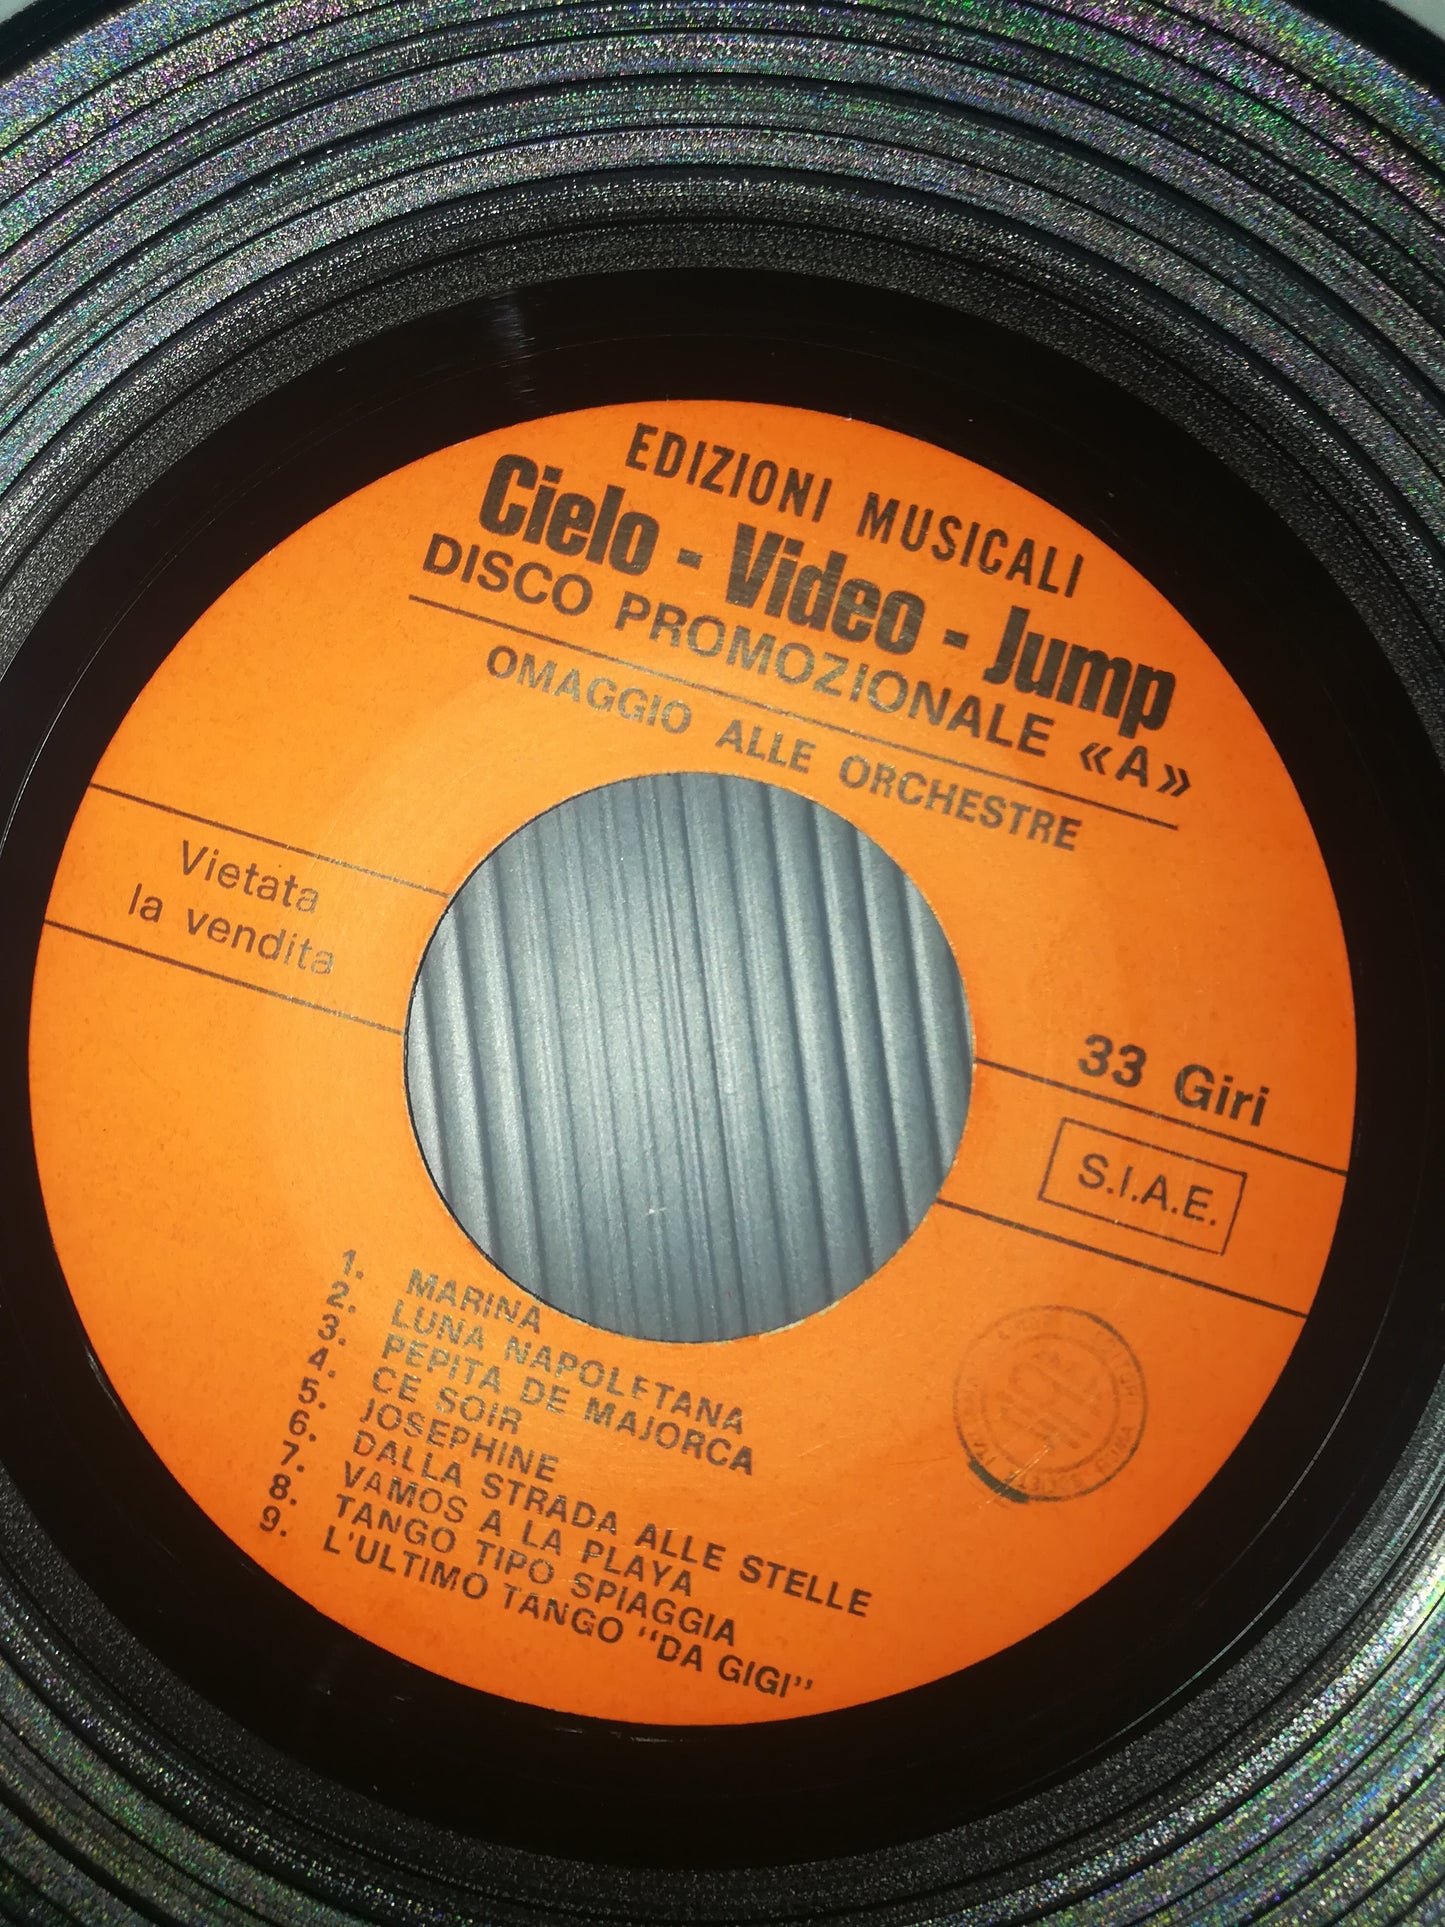 EDIZIONI MUSICALI
Cielo - Video - Jump
DISCO PROMOZIONALE «A»
OMAGGIO ALLE ORCHESTRE
Vietata
la vendita
33 Giri
S.I.A.E.
1. MARINA
2. LUNA NAPOLETANA
3. PEPITA DE MAJORCA
4. CE SOIR
5. JOSEPHINE
6. DALLA STRADA ALLE STELLE
7. VAMOS A LA PLAYA
8. TANGO TIPO SPIAGGIA
9. L'ULTIMO TANGO "DA GIGI"